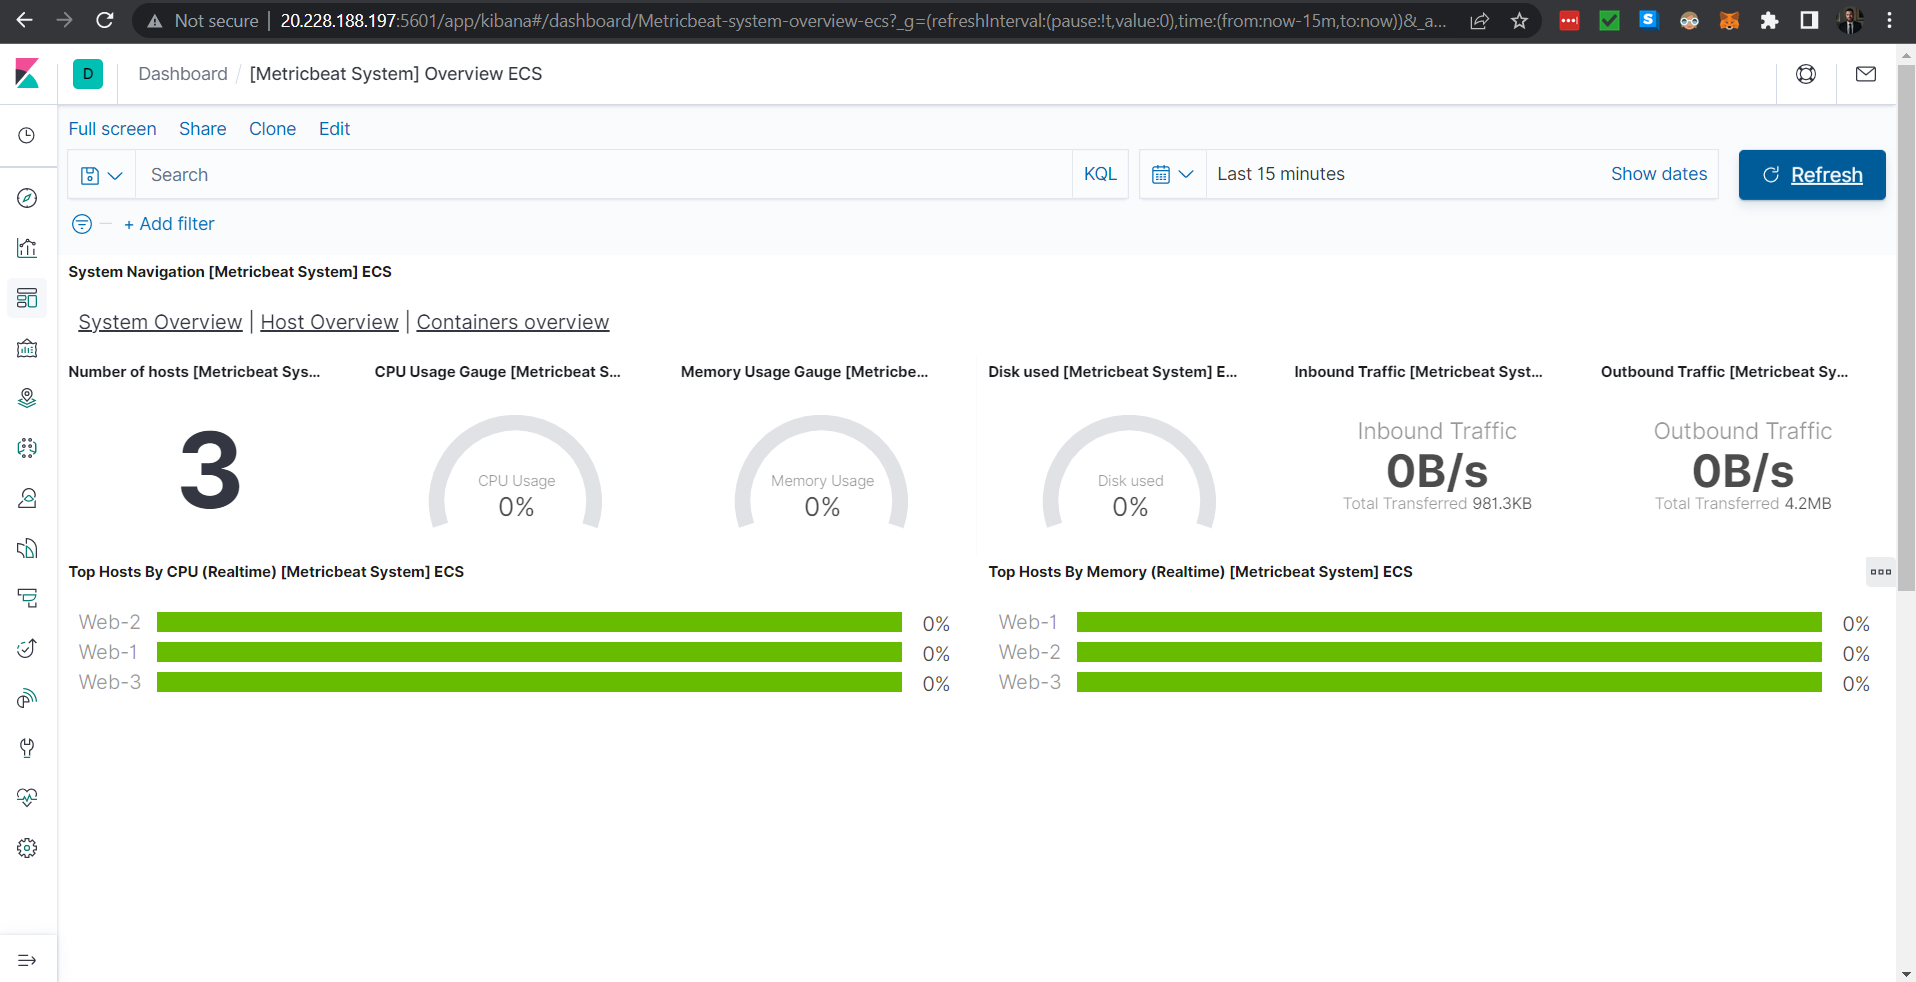 Not secure | 20.228.188.197:5601/app/kibana#/dashboard/Metricbeat-system-overview-ecs?_g=(refreshInterval:(pause:!t,value:0),time:(from:now-15m,to:now))&_a...
D Dashboard / [Metricbeat System] Overview ECS
Full screen Share Clone Edit
Search KQL Last 15 minutes Show dates Refresh
+ Add filter
System Navigation [Metricbeat System] ECS
System Overview | Host Overview | Containers overview
Number of hosts [Metricbeat Sys... CPU Usage Gauge [Metricbeat S... Memory Usage Gauge [Metricbe... Disk used [Metricbeat System] E... Inbound Traffic [Metricbeat Syst... Outbound Traffic [Metricbeat Sy...
3
CPU Usage
0%
Memory Usage
0%
Disk used
0%
Inbound Traffic
0B/s
Total Transferred 981.3KB
Outbound Traffic
0B/s
Total Transferred 4.2MB
Top Hosts By CPU (Realtime) [Metricbeat System] ECS
Web-2 0%
Web-1 0%
Web-3 0%
Top Hosts By Memory (Realtime) [Metricbeat System] ECS
Web-1 0%
Web-2 0%
Web-3 0%